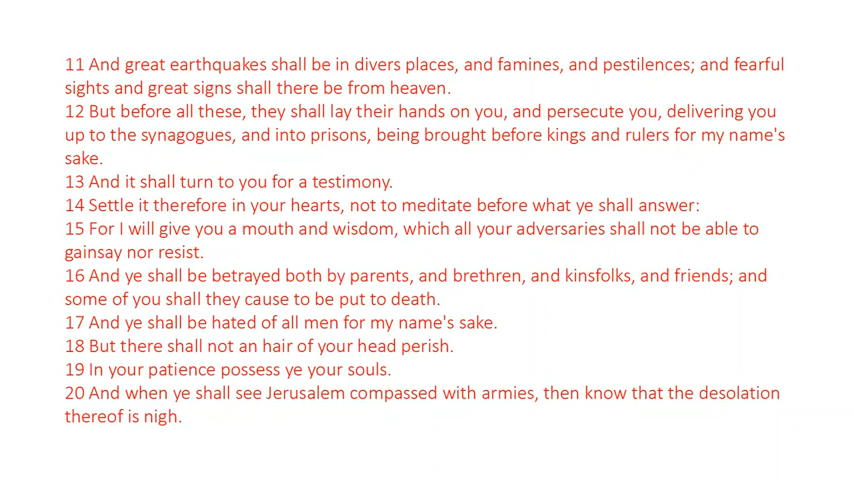 11 And great earthquakes shall be in divers places, and famines, and pestilences; and fearful
sights and great signs shall there be from heaven.
12 But before all these, they shall lay their hands on you, and persecute you, delivering you
up to the synagogues, and into prisons, being brought before kings and rulers for my name's
sake.
13 And it shall turn to you for a testimony.
14 Settle it therefore in your hearts, not to meditate before what ye shall answer:
15 For I will give you a mouth and wisdom, which all your adversaries shall not be able to
gainsay nor resist.
16 And ye shall be betrayed both by parents, and brethren, and kinsfolks, and friends; and
some of you shall they cause to be put to death.
17 And ye shall be hated of all men for my name's sake.
18 But there shall not an hair of your head perish.
19 In your patience possess ye your souls.
20 And when ye shall see Jerusalem compassed with armies, then know that the desolation
thereof is nigh.